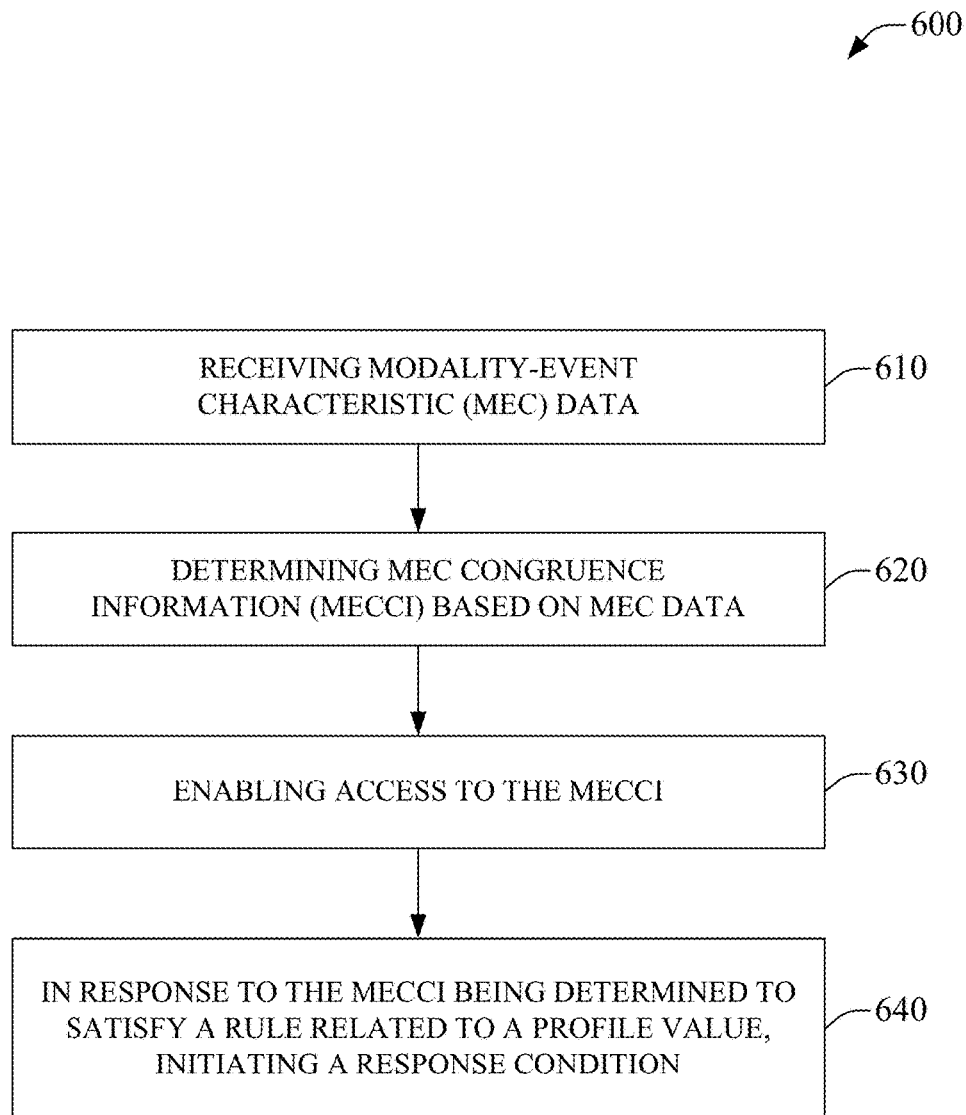 600
RECEIVING MODALITY-EVENT
CHARACTERISTIC (MEC) DATA
610
DETERMINING MEC CONGRUENCE
INFORMATION (MECCI) BASED ON MEC DATA
620
ENABLING ACCESS TO THE MECCI
630
IN RESPONSE TO THE MECCI BEING DETERMINED TO
SATISFY A RULE RELATED TO A PROFILE VALUE,
INITIATING A RESPONSE CONDITION
640